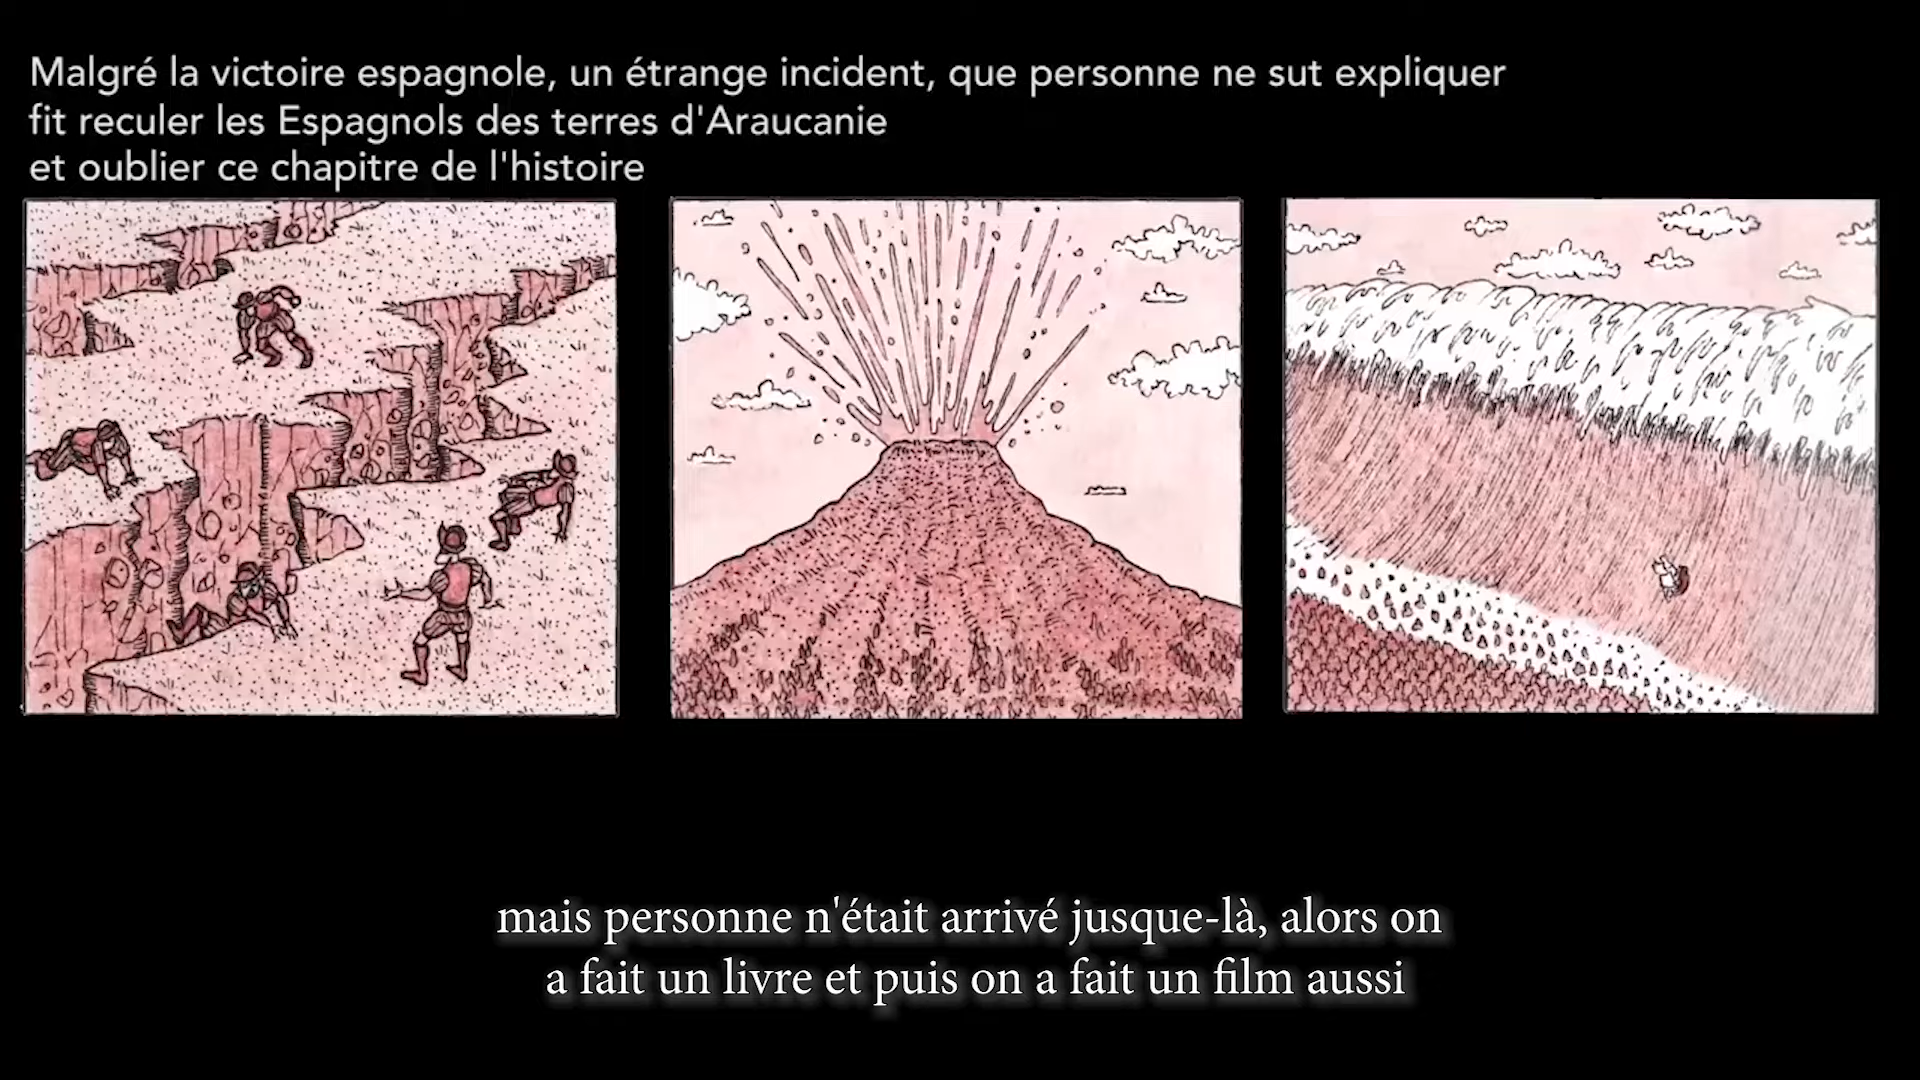 Malgré la victoire espagnole, un étrange incident, que personne ne sut expliquer
fit reculer les Espagnols des terres d'Araucanie
et oublier ce chapitre de l'histoire
mais personne n'était arrivé jusque-là, alors on
a fait un livre et puis on a fait un film aussi